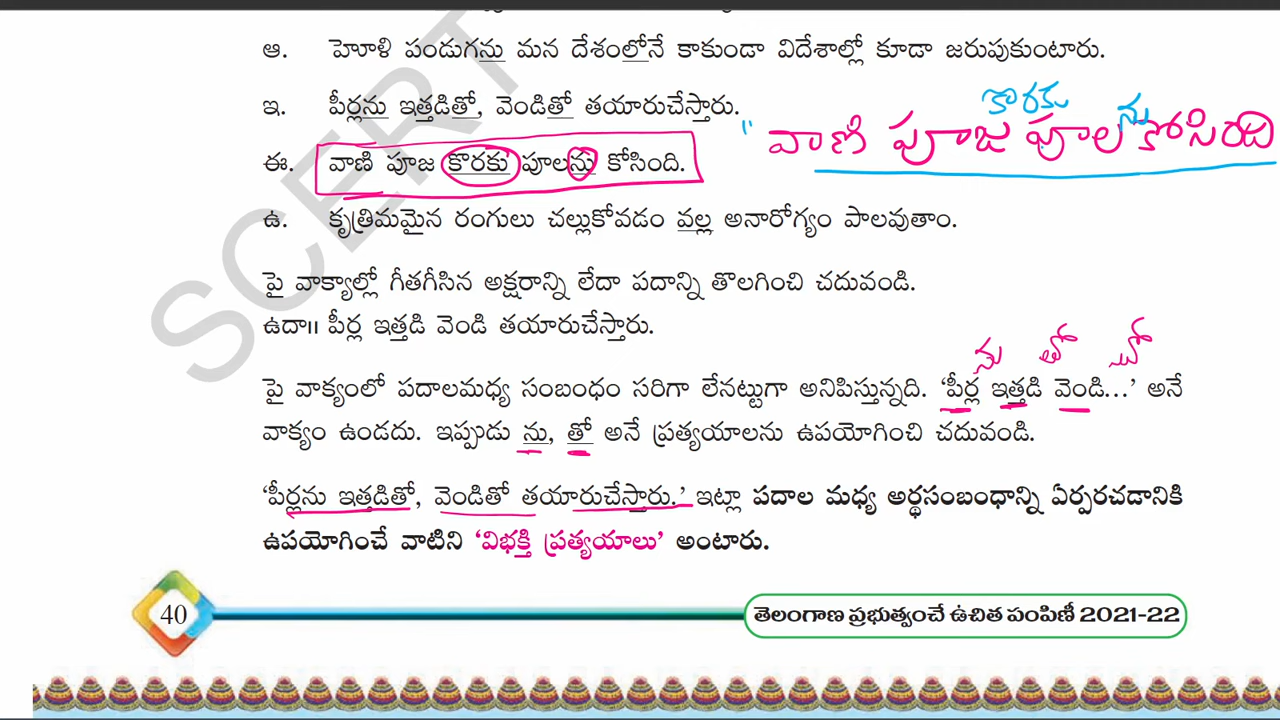 ఆ. హెూళి పండుగను మన దేశంలోనే కాకుండా విదేశాల్లో కూడా జరుపుకుంటారు.
ఇ. పీర్లను ఇత్తడితో, వెండితో తయారుచేస్తారు.
కొరకు ను
"వాణి పూజ పూల కోసింది
ఈ. వాణి పూజ కొరకు పూలను కోసింది.
ఉ. కృత్రిమమైన రంగులు చల్లుకోవడం వల్ల అనారోగ్యం పాలవుతాం.
పై వాక్యాల్లో గీతగీసిన అక్షరాన్ని లేదా పదాన్ని తొలగించి చదువండి.
ఉదా॥ పీర్ల ఇత్తడి వెండి తయారుచేస్తారు.
ను తో తో
పై వాక్యంలో పదాలమధ్య సంబంధం సరిగా లేనట్టుగా అనిపిస్తున్నది. 'పీర్ల ఇత్తడి వెండి...' అనే
వాక్యం ఉండదు. ఇప్పుడు ను, తో అనే ప్రత్యయాలను ఉపయోగించి చదువండి.
'పీర్లను ఇత్తడితో, వెండితో తయారుచేస్తారు.' ఇట్లా పదాల మధ్య అర్థసంబంధాన్ని ఏర్పరచడానికి
ఉపయోగించే వాటిని 'విభక్తి ప్రత్యయాలు' అంటారు.
40 తెలంగాణ ప్రభుత్వంచే ఉచిత పంపిణీ 2021-22
SCERT